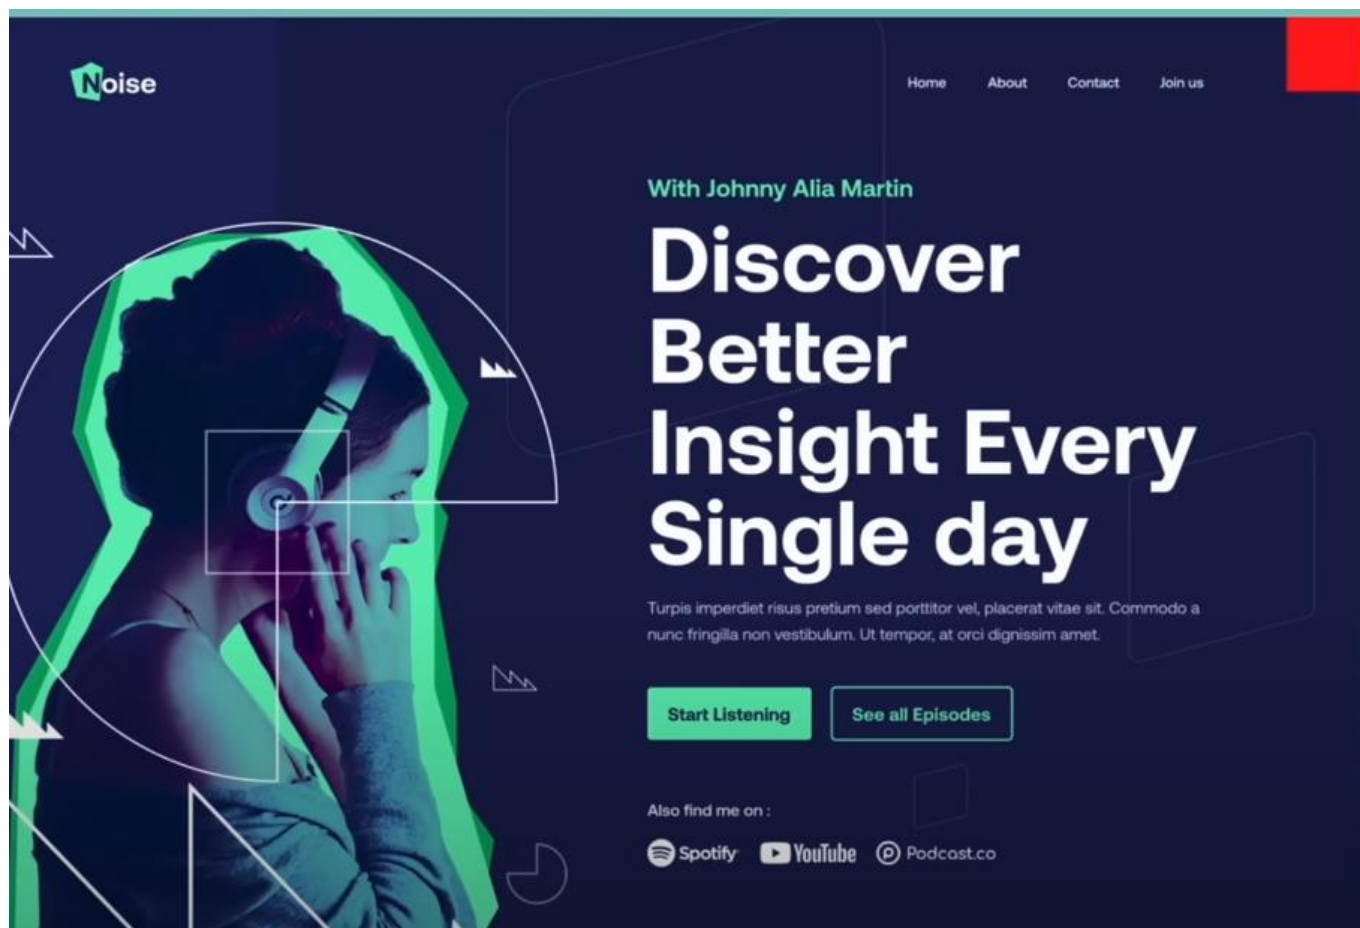 Noise
Home About Contact Join us
With Johnny Alia Martin
Discover
Better
Insight Every
Single day
Turpis imperdiet risus pretium sed porttitor vel, placerat vitae sit. Commodo a
nunc fringilla non vestibulum. Ut tempor, at orci dignissim amet.
Start Listening See all Episodes
Also find me on :
Spotify YouTube Podcast.co